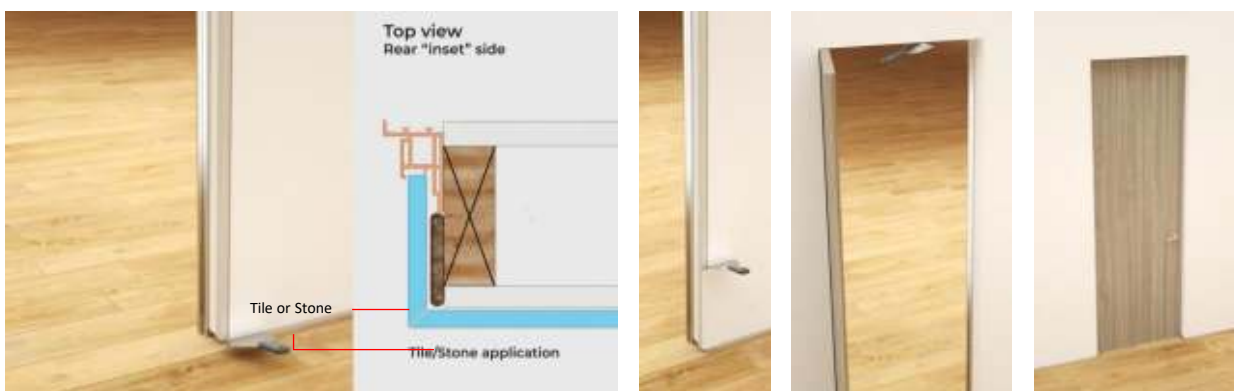 Top view
Rear "inset" side
Tile or Stone
Tile/Stone application